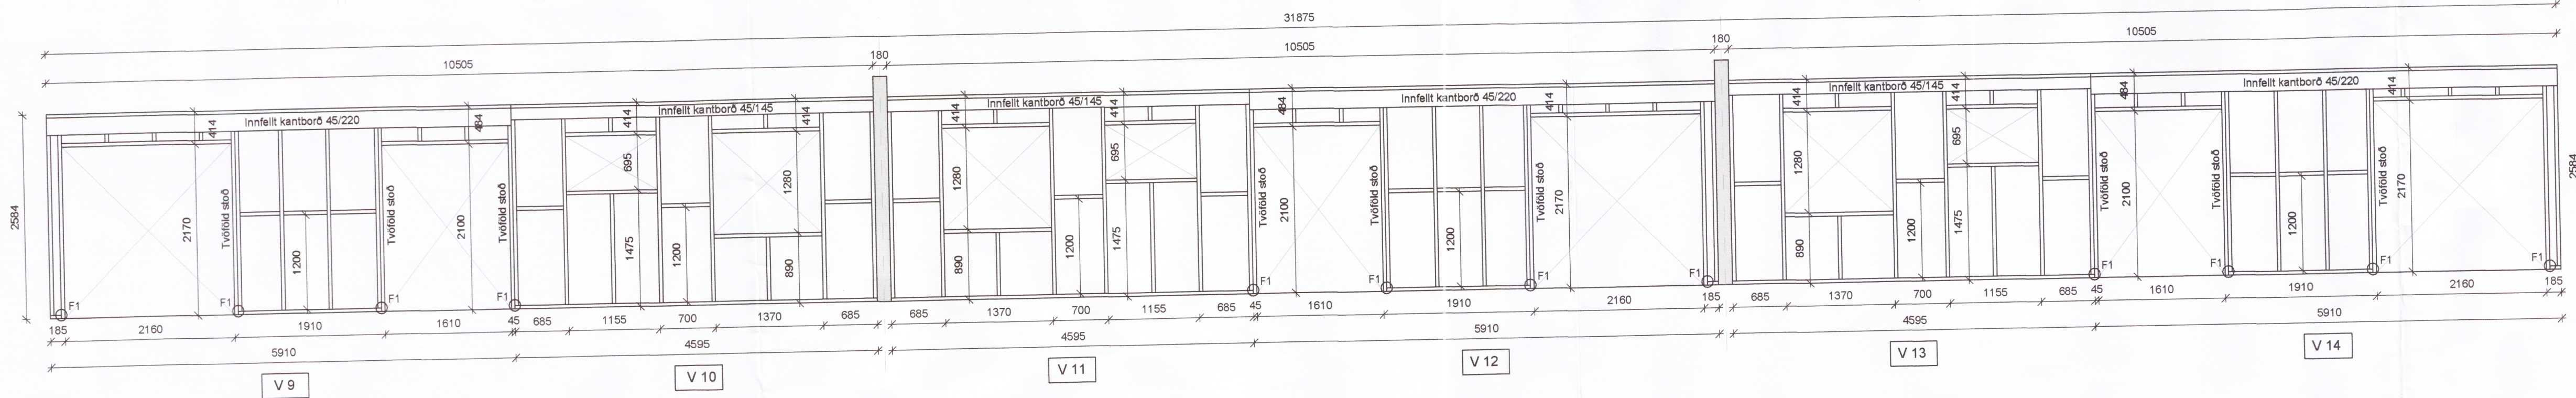 31875
10505
180
10505
180
10505
Innfellt kantborð 45/220
Innfellt kantborð 45/145
Innfellt kantborð 45/145
Innfellt kantborð 45/220
Innfellt kantborð 45/145
Innfellt kantborð 45/220
2584
414
2170
Tvöföld stoð
1200
Tvöföld stoð
484
2100
Tvöföld stoð
414
695
1475
1200
414
1280
890
414
1280
890
1200
414
695
1475
484
2100
Tvöföld stoð
Tvöföld stoð
1200
414
2170
Tvöföld stoð
414
1280
890
1200
414
695
1475
484
2100
Tvöföld stoð
Tvöföld stoð
1200
414
2170
Tvöföld stoð
2584
F1 F1 F1 F1 F1 F1 F1 F1 F1 F1 F1 F1
185 2160 1910 1610 45 685 1155 700 1370 685 685 1370 700 1155 685 45 1610 1910 2160 185 685 1370 700 1155 685 45 1610 1910 2160 185
5910 4595 4595 5910 4595 5910
V 9
V 10
V 11
V 12
V 13
V 14